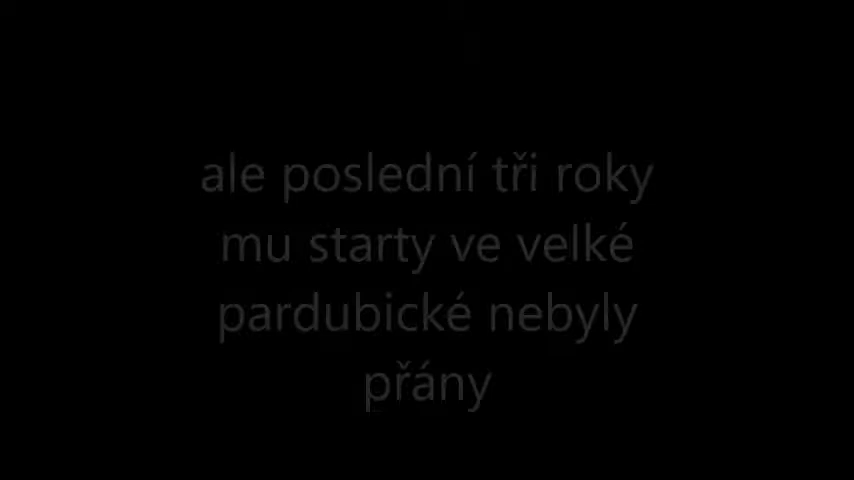 ale poslední tři roky
mu starty ve velké
pardubické nebyly
přány